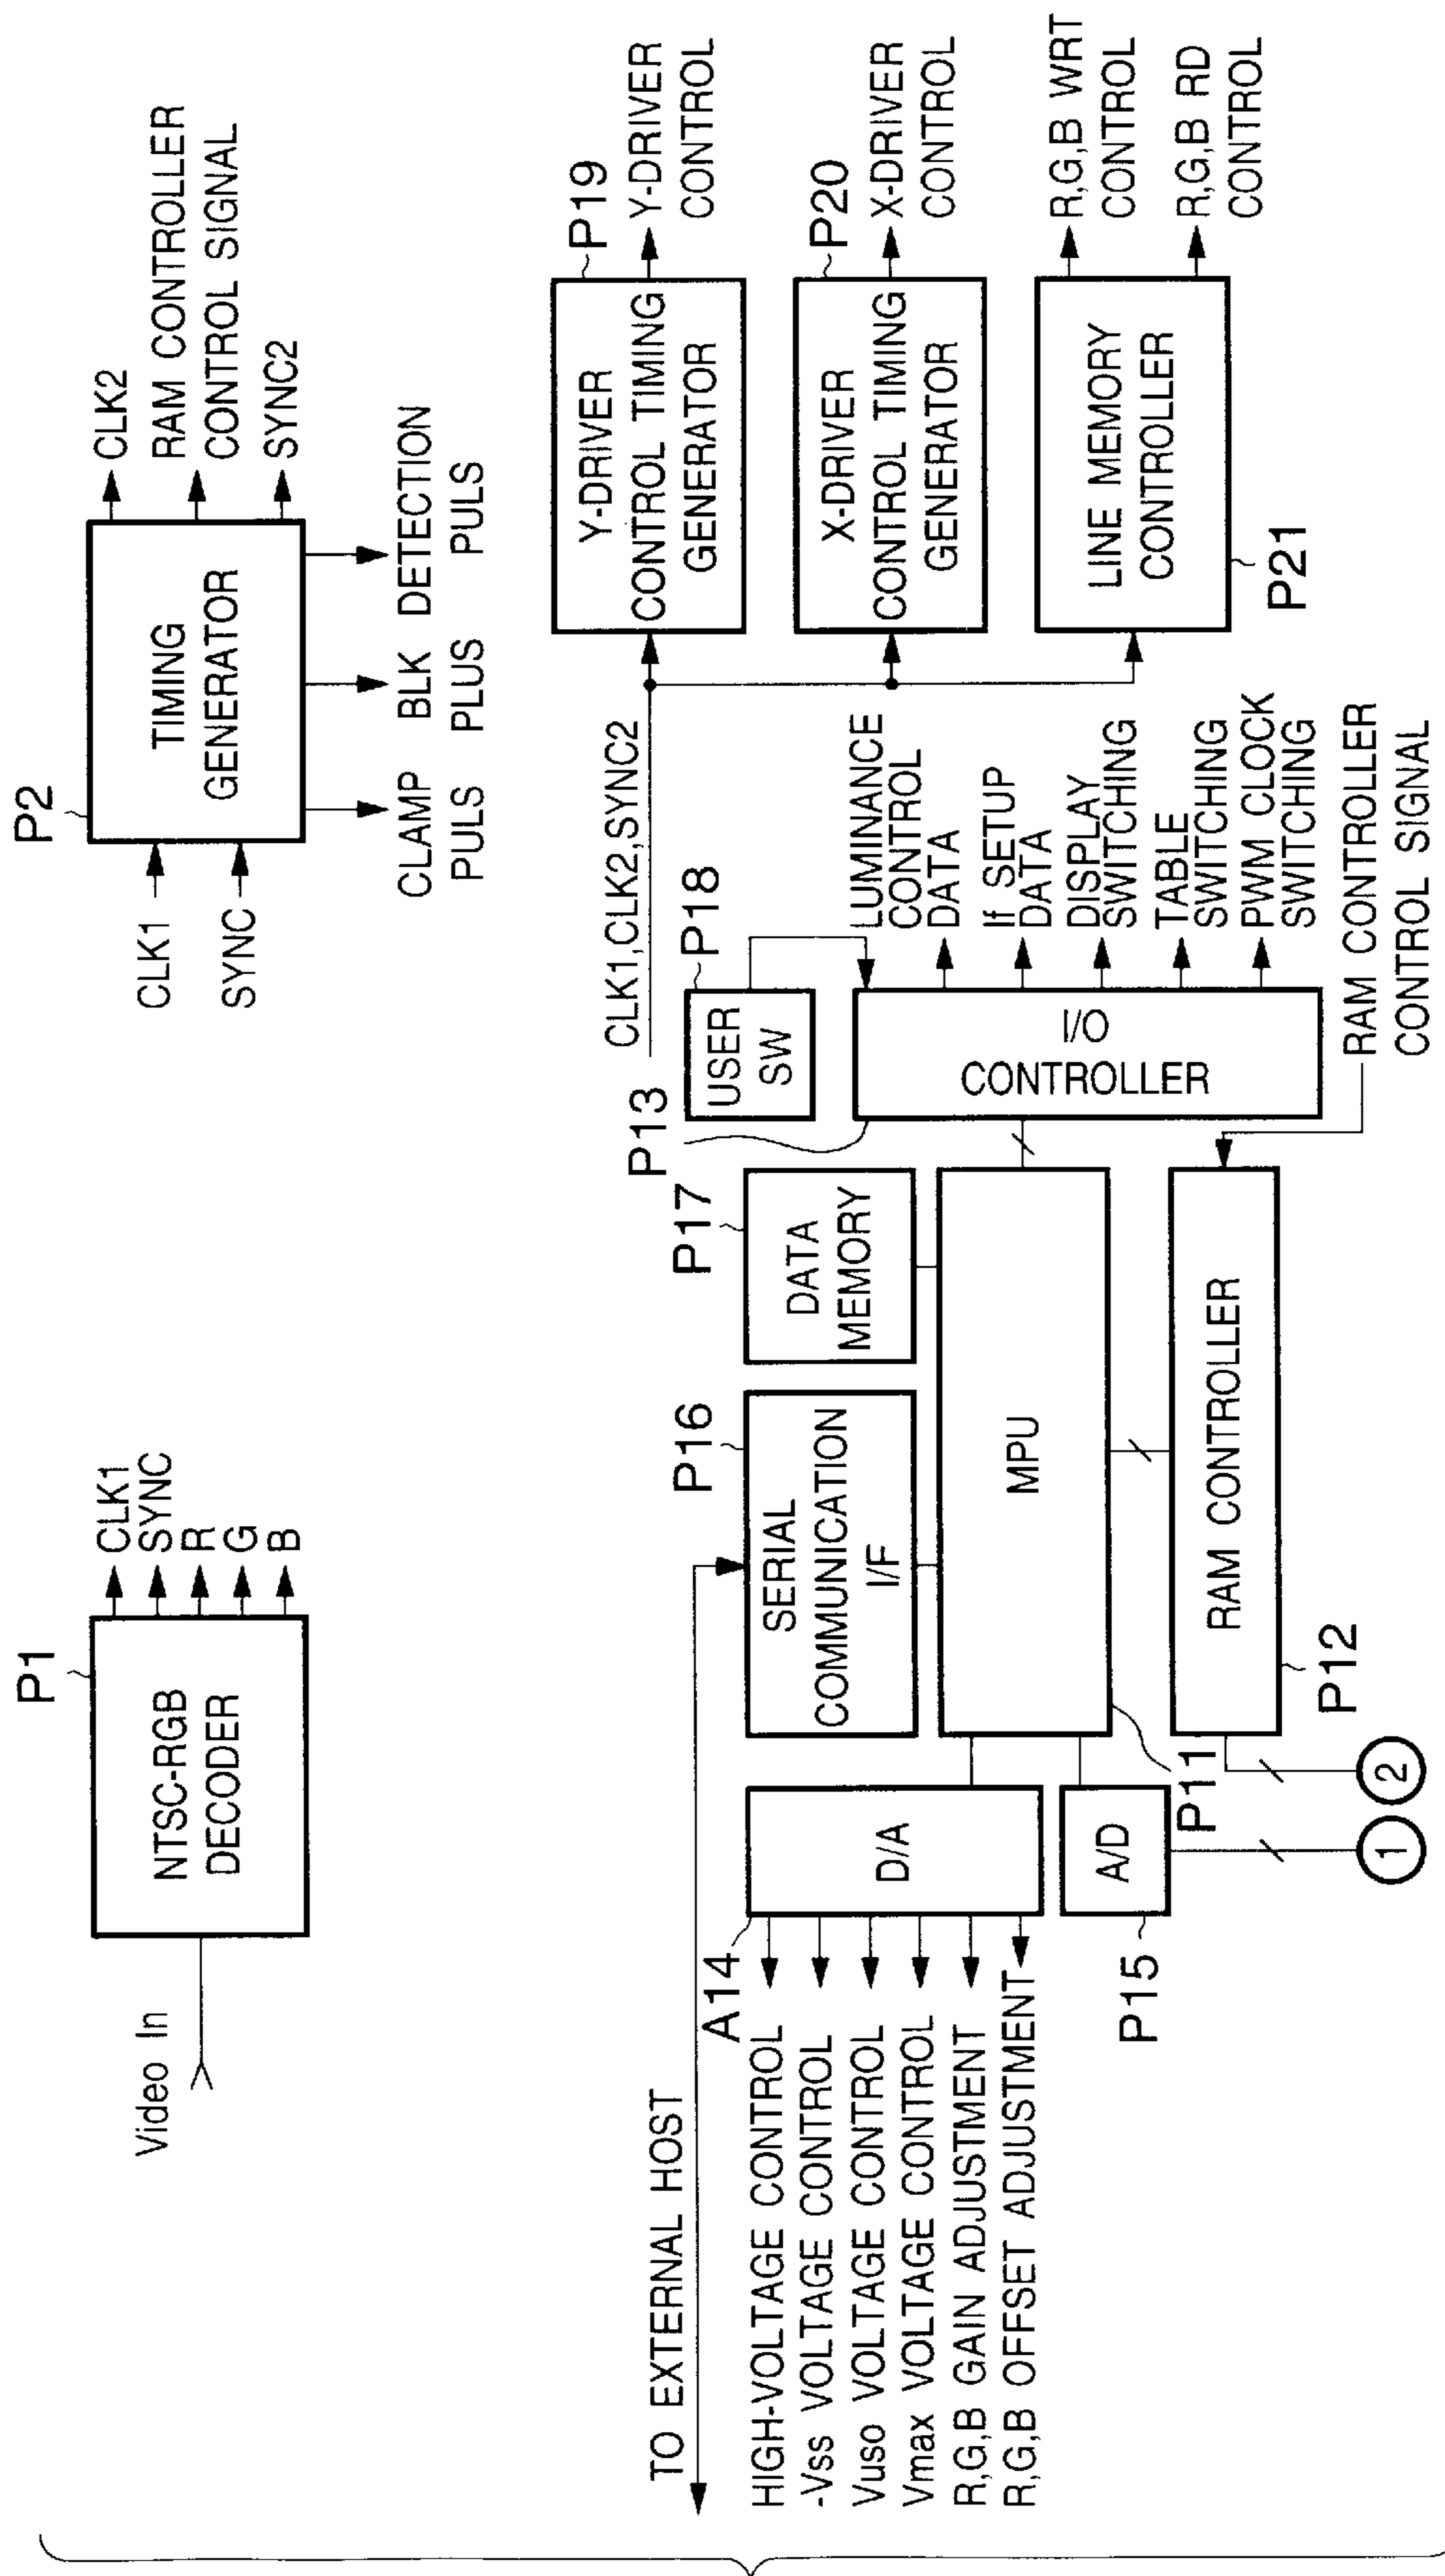 P1
NTSC-RGB
DECODER
Video In
CLK1
SYNC
R
G
B
P2
TIMING
GENERATOR
CLK1
SYNC
CLK2
RAM CONTROLLER
CONTROL SIGNAL
SYNC2
CLAMP
PULS
BLK
PLUS
DETECTION
PULS
TO EXTERNAL HOST
A14
D/A
HIGH-VOLTAGE CONTROL
-Vss VOLTAGE CONTROL
Vuso VOLTAGE CONTROL
Vmax VOLTAGE CONTROL
R,G,B GAIN ADJUSTMENT
R,G,B OFFSET ADJUSTMENT
P15
A/D
1
P16
SERIAL
COMMUNICATION
I/F
P17
DATA
MEMORY
MPU
P11
RAM CONTROLLER
P12
2
P13
P18
USER
SW
I/O
CONTROLLER
LUMINANCE
CONTROL
DATA
If SETUP
DATA
DISPLAY
SWITCHING
TABLE
SWITCHING
PWM CLOCK
SWITCHING
RAM CONTROLLER
CONTROL SIGNAL
CLK1,CLK2,SYNC2
P19
Y-DRIVER
CONTROL TIMING
GENERATOR
Y-DRIVER
CONTROL
P20
X-DRIVER
CONTROL TIMING
GENERATOR
X-DRIVER
CONTROL
LINE MEMORY
CONTROLLER
P21
R,G,B WRT
CONTROL
R,G,B RD
CONTROL